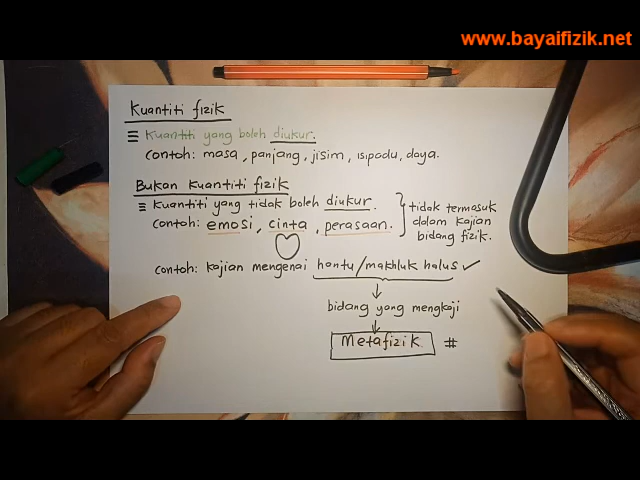 www.bayaifizik.net
Kuantiti fizik
≡ Kuantiti yang boleh diukur.
contoh: masa, panjang, jisim, isipadu, daya.
Bukan kuantiti fizik
≡ kuantiti yang tidak boleh diukur.
contoh: emosi, cinta, perasaan.
tidak termasuk
dalam kajian
bidang fizik.
contoh: kajian mengenai hantu/makhluk halus ✓
bidang yang mengkaji
Metafizik. #